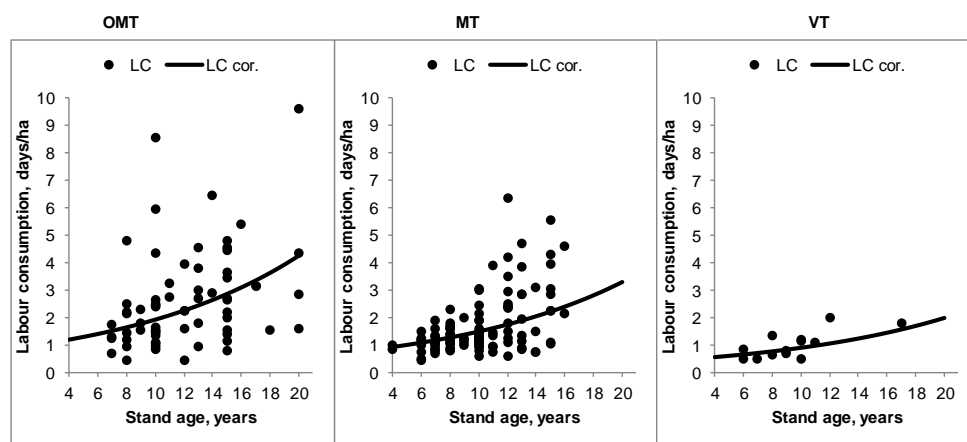 OMT
MT
VT
LC LC cor.
LC LC cor.
LC LC cor.
Labour consumption, days/ha
10
9
8
7
6
5
4
3
2
1
0
4 6 8 10 12 14 16 18 20
Stand age, years
Labour consumption, days/ha
10
9
8
7
6
5
4
3
2
1
0
4 6 8 10 12 14 16 18 20
Stand age, years
Labour consumption, days/ha
10
9
8
7
6
5
4
3
2
1
0
4 6 8 10 12 14 16 18 20
Stand age, years